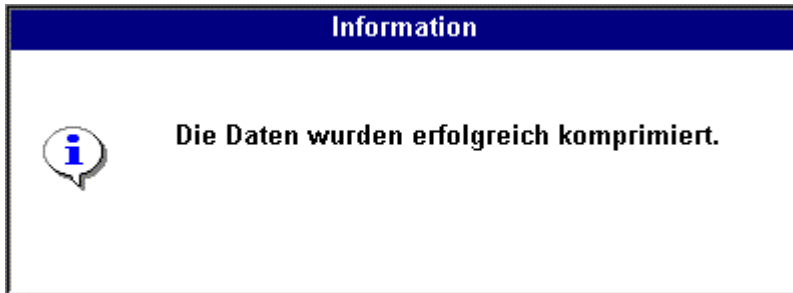 Information
Die Daten wurden erfolgreich komprimiert.